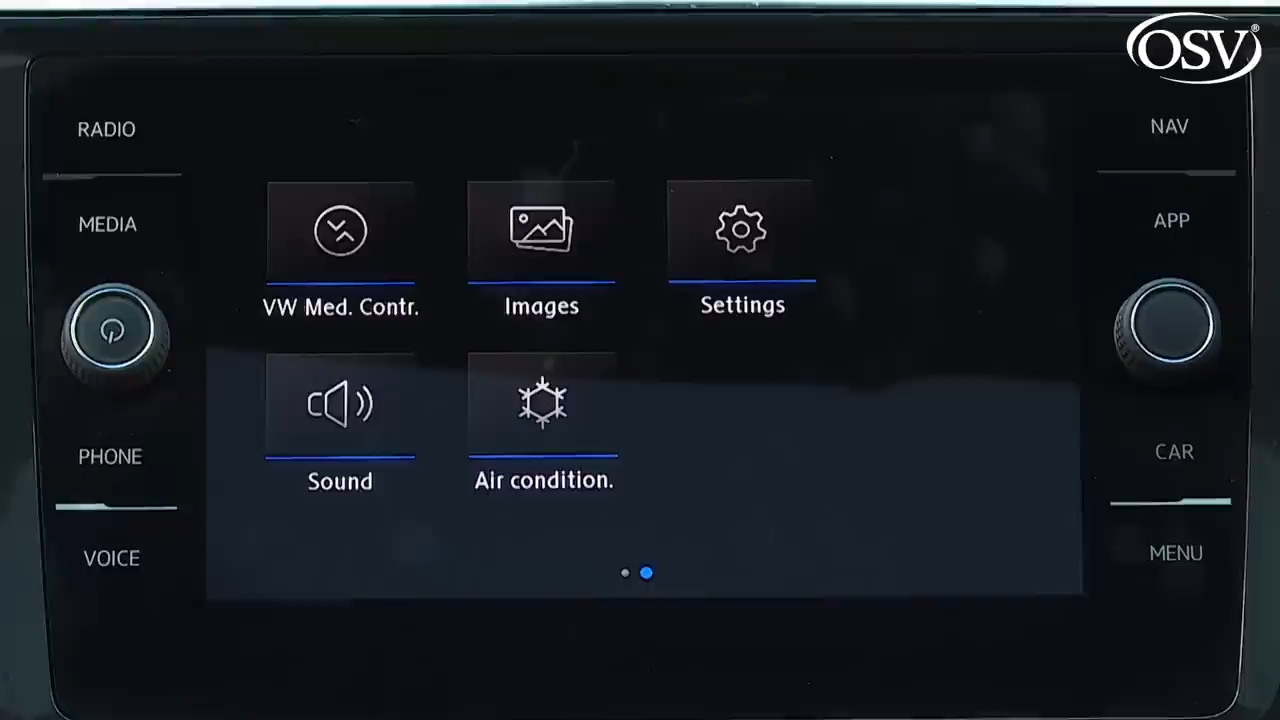 OSV®
RADIO
NAV
MEDIA
APP
VW Med. Contr.
Images
Settings
PHONE
CAR
Sound
Air condition.
VOICE
MENU